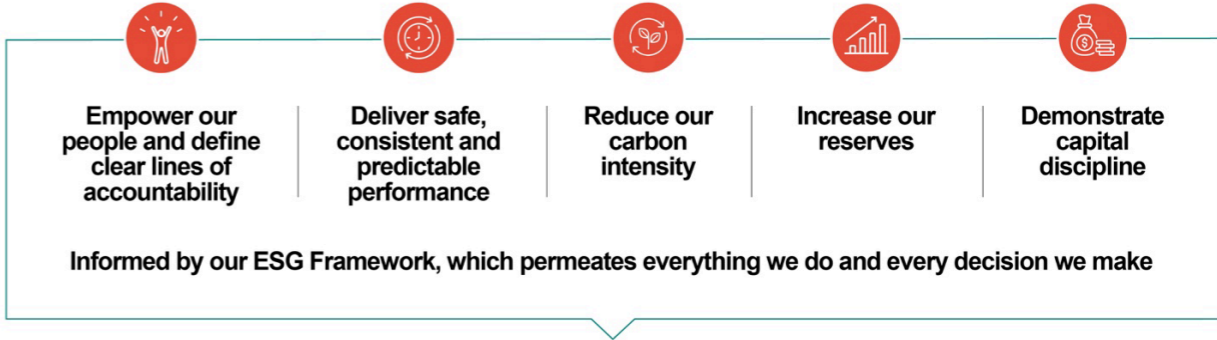 Empower our
people and define
clear lines of
accountability
Deliver safe,
consistent and
predictable
performance
Reduce our
carbon
intensity
Increase our
reserves
Demonstrate
capital
discipline
Informed by our ESG Framework, which permeates everything we do and every decision we make